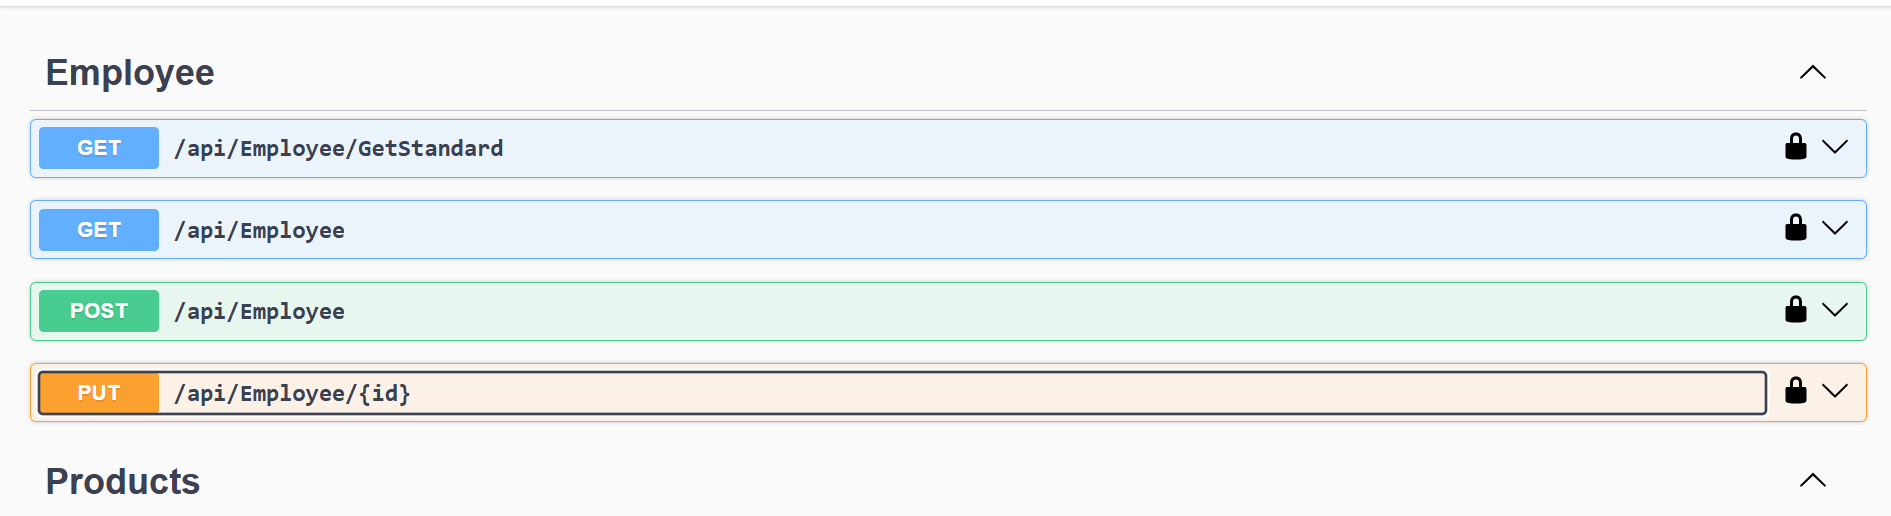 Employee
GET /api/Employee/GetStandard
GET /api/Employee
POST /api/Employee
PUT /api/Employee/{id}
Products